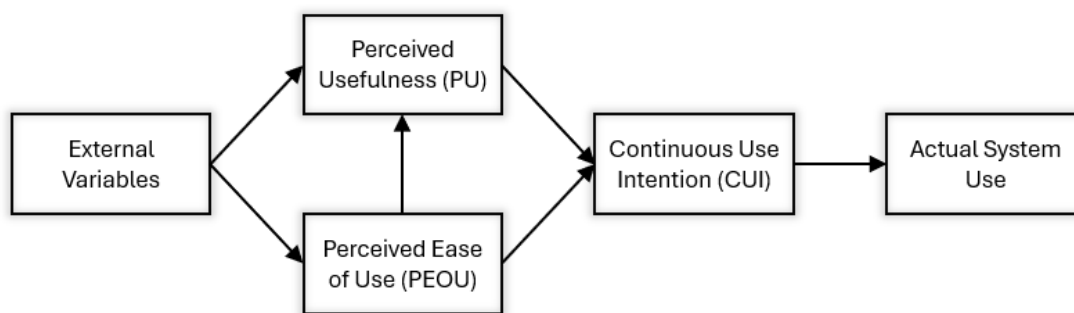 Perceived
Usefulness (PU)
External
Variables
Continuous Use
Intention (CUI)
Actual System
Use
Perceived Ease
of Use (PEOU)